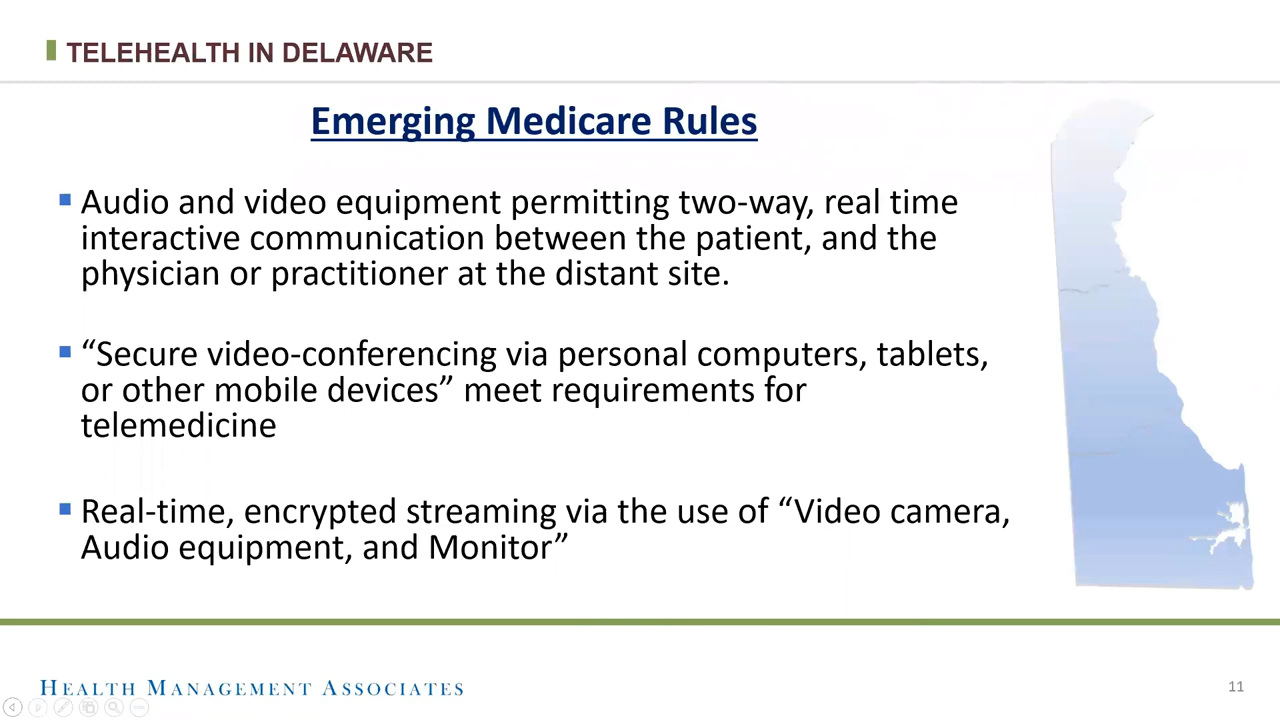 TELEHEALTH IN DELAWARE
Emerging Medicare Rules
Audio and video equipment permitting two-way, real time
interactive communication between the patient, and the
physician or practitioner at the distant site.
“Secure video-conferencing via personal computers, tablets,
or other mobile devices” meet requirements for
telemedicine
Real-time, encrypted streaming via the use of “Video camera,
Audio equipment, and Monitor”
HEALTH MANAGEMENT ASSOCIATES
11